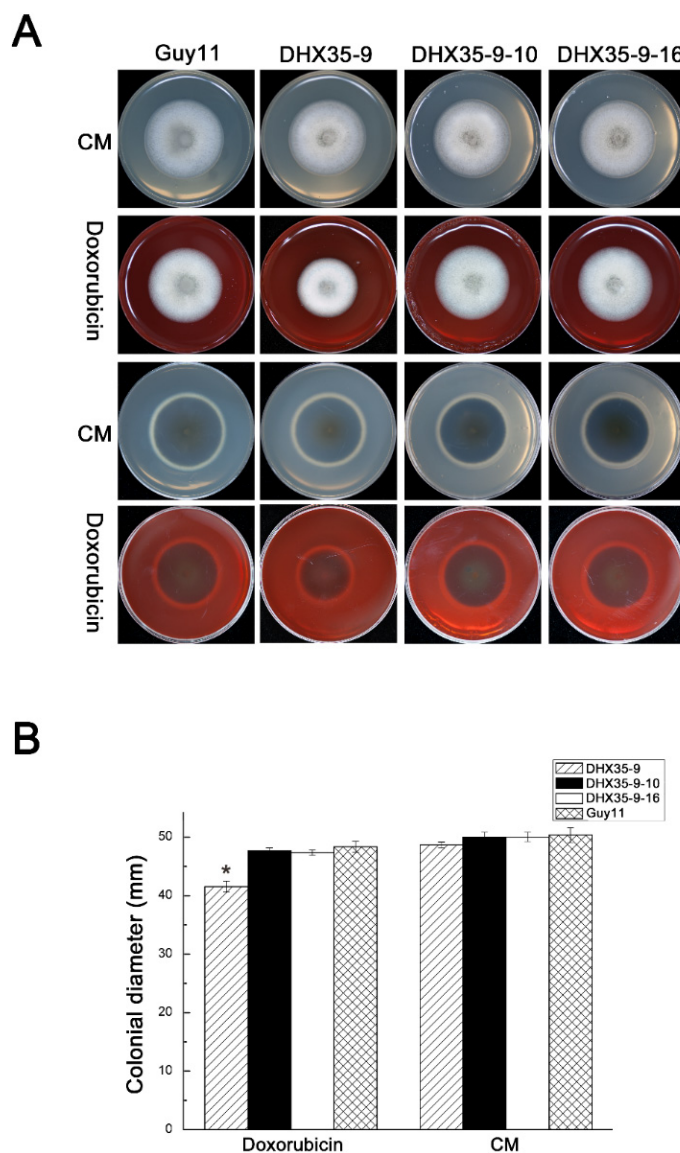 A
Guy11 DHX35-9 DHX35-9-10 DHX35-9-16
CM
Doxorubicin
CM
Doxorubicin
B
DHX35-9
DHX35-9-10
DHX35-9-16
Guy11
Colonial diameter (mm)
50
40
30
20
10
0
*
Doxorubicin CM